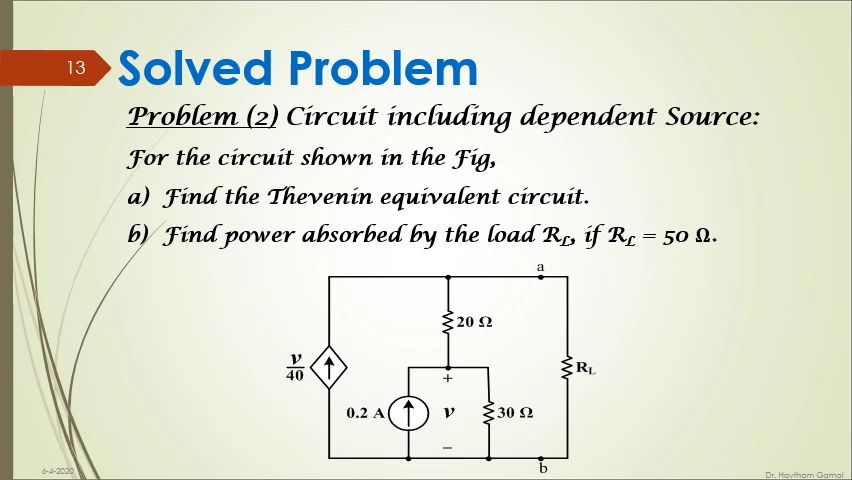 13
Solved Problem
Problem (2) Circuit including dependent Source:
For the circuit shown in the Fig,
a) Find the Thevenin equivalent circuit.
b) Find power absorbed by the load RL, if RL = 50 Ω.
a
20 Ω
v
40
RL
+
0.2 A
v
30 Ω
−
b
6-4-2020
Dr. Haytham Gamal